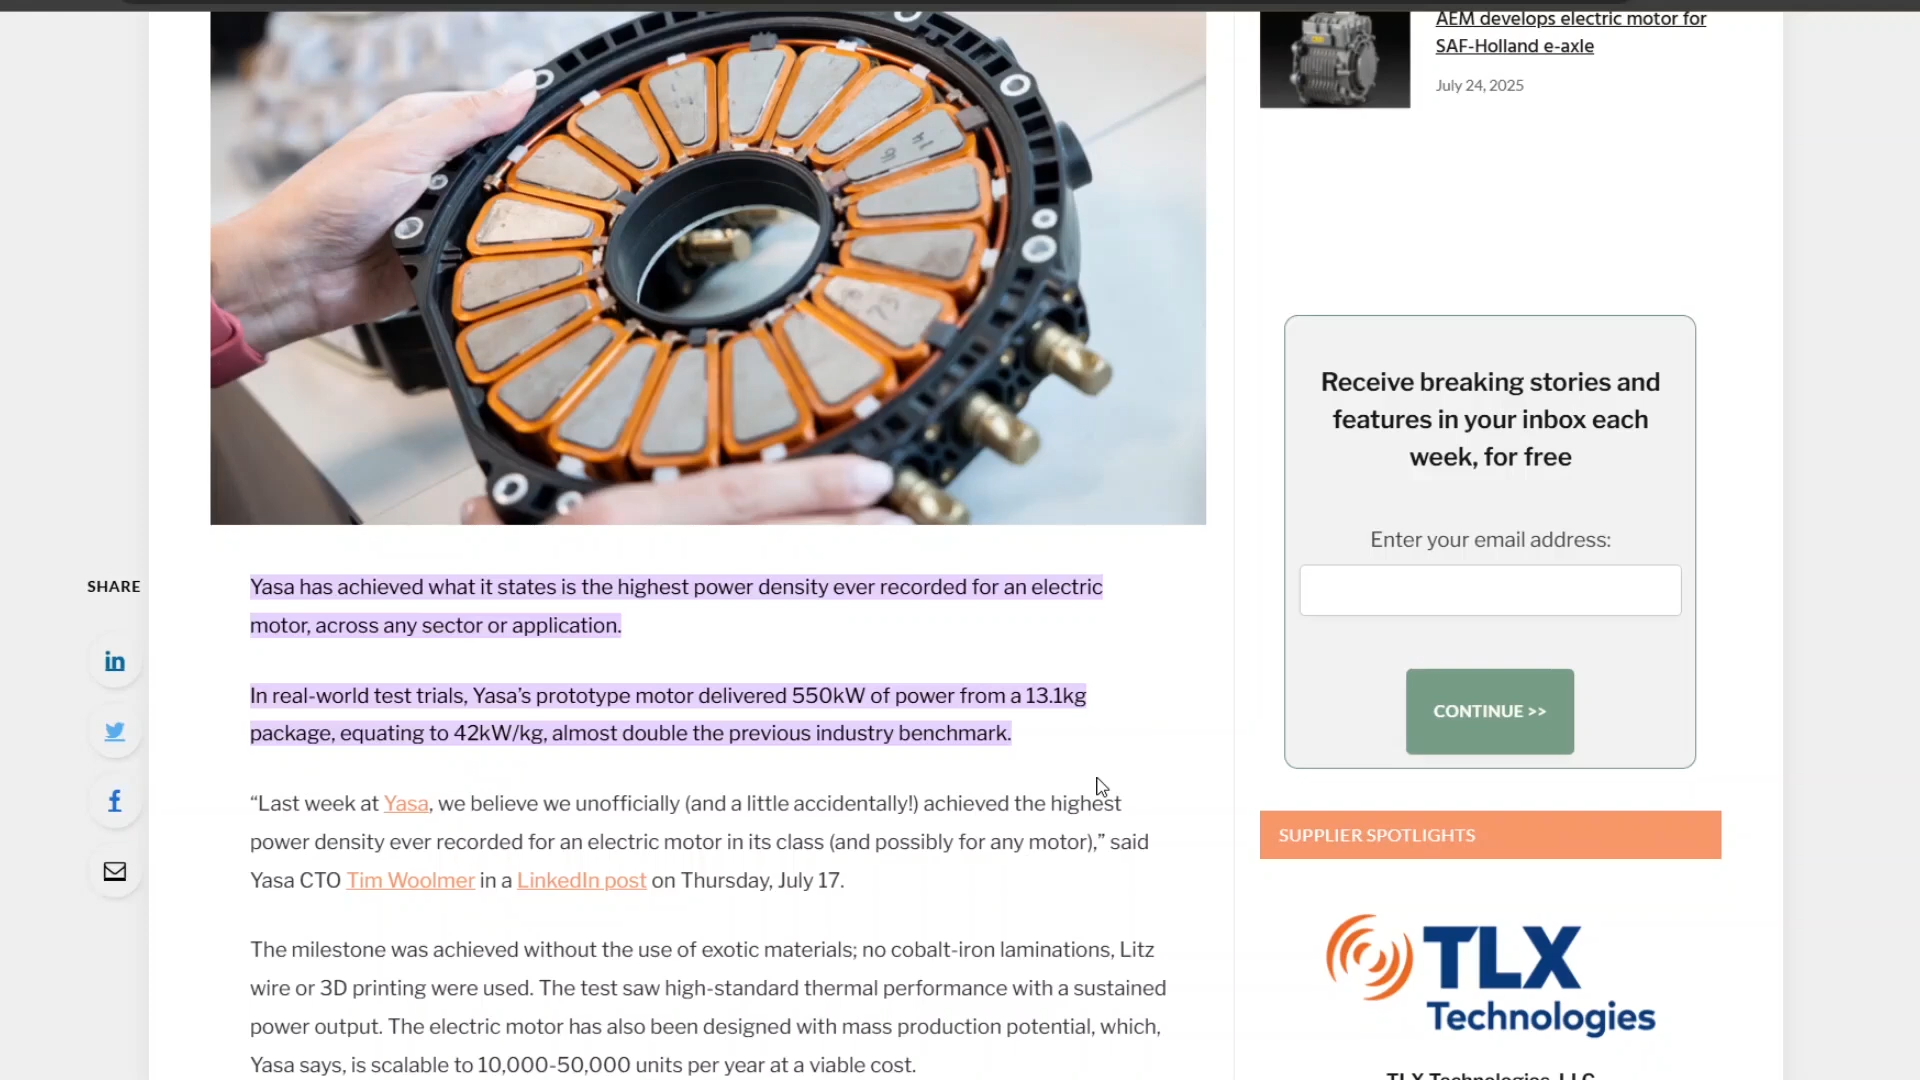 AEM develops electric motor for
SAF-Holland e-axle
July 24, 2025
Receive breaking stories and
features in your inbox each
week, for free
Enter your email address:
CONTINUE >>
SHARE
Yasa has achieved what it states is the highest power density ever recorded for an electric
motor, across any sector or application.
In real-world test trials, Yasa’s prototype motor delivered 550kW of power from a 13.1kg
package, equating to 42kW/kg, almost double the previous industry benchmark.
“Last week at Yasa, we believe we unofficially (and a little accidentally!) achieved the highest
power density ever recorded for an electric motor in its class (and possibly for any motor),” said
Yasa CTO Tim Woolmer in a LinkedIn post on Thursday, July 17.
The milestone was achieved without the use of exotic materials; no cobalt-iron laminations, Litz
wire or 3D printing were used. The test saw high-standard thermal performance with a sustained
power output. The electric motor has also been designed with mass production potential, which,
Yasa says, is scalable to 10,000-50,000 units per year at a viable cost.
SUPPLIER SPOTLIGHTS
TLX
Technologies
TLX Technologies, LLC